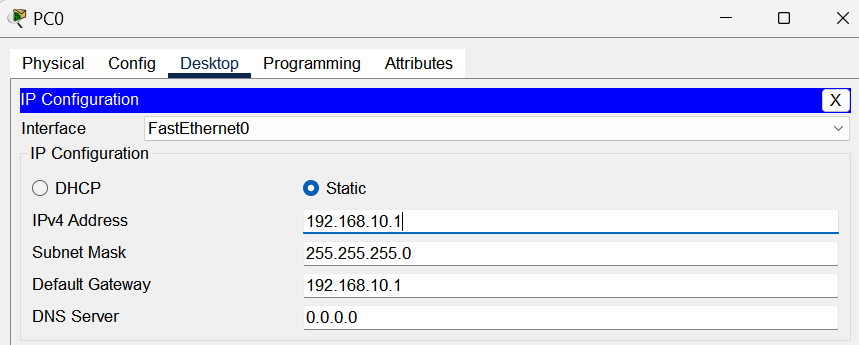 PC0
Physical Config Desktop Programming Attributes
IP Configuration X
Interface FastEthernet0
IP Configuration
DHCP Static
IPv4 Address 192.168.10.1
Subnet Mask 255.255.255.0
Default Gateway 192.168.10.1
DNS Server 0.0.0.0